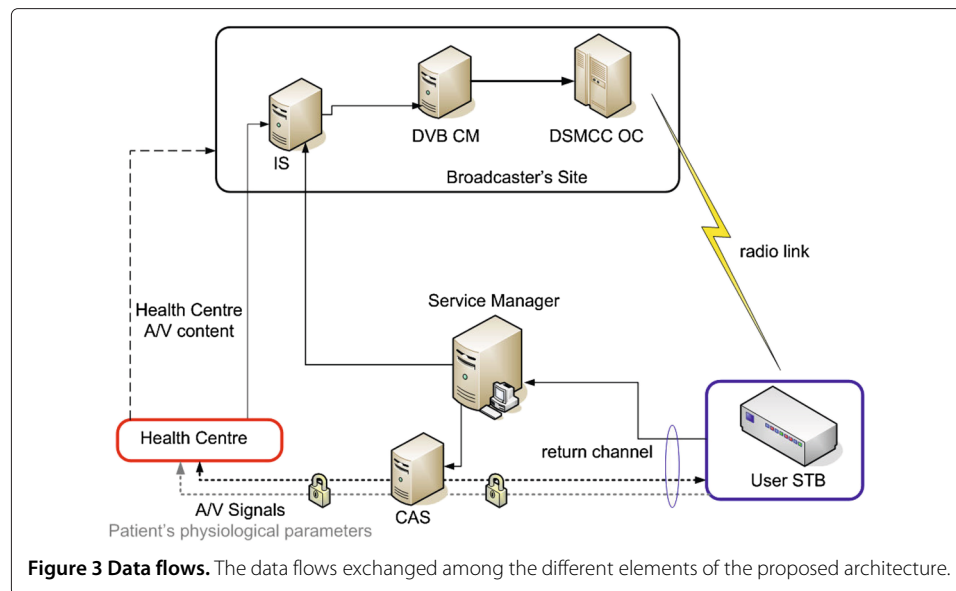 IS
DVB CM
DSMCC OC
Broadcaster's Site
radio link
Health Centre
A/V content
Service Manager
Health Centre
return channel
User STB
A/V Signals
CAS
Patient's physiological parameters
Figure 3 Data flows. The data flows exchanged among the different elements of the proposed architecture.